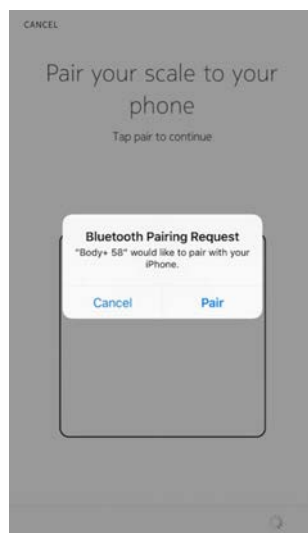 CANCEL
Pair your scale to your
phone
Tap pair to continue
Bluetooth Pairing Request
"Body+ 58" would like to pair with your
iPhone.
Cancel Pair